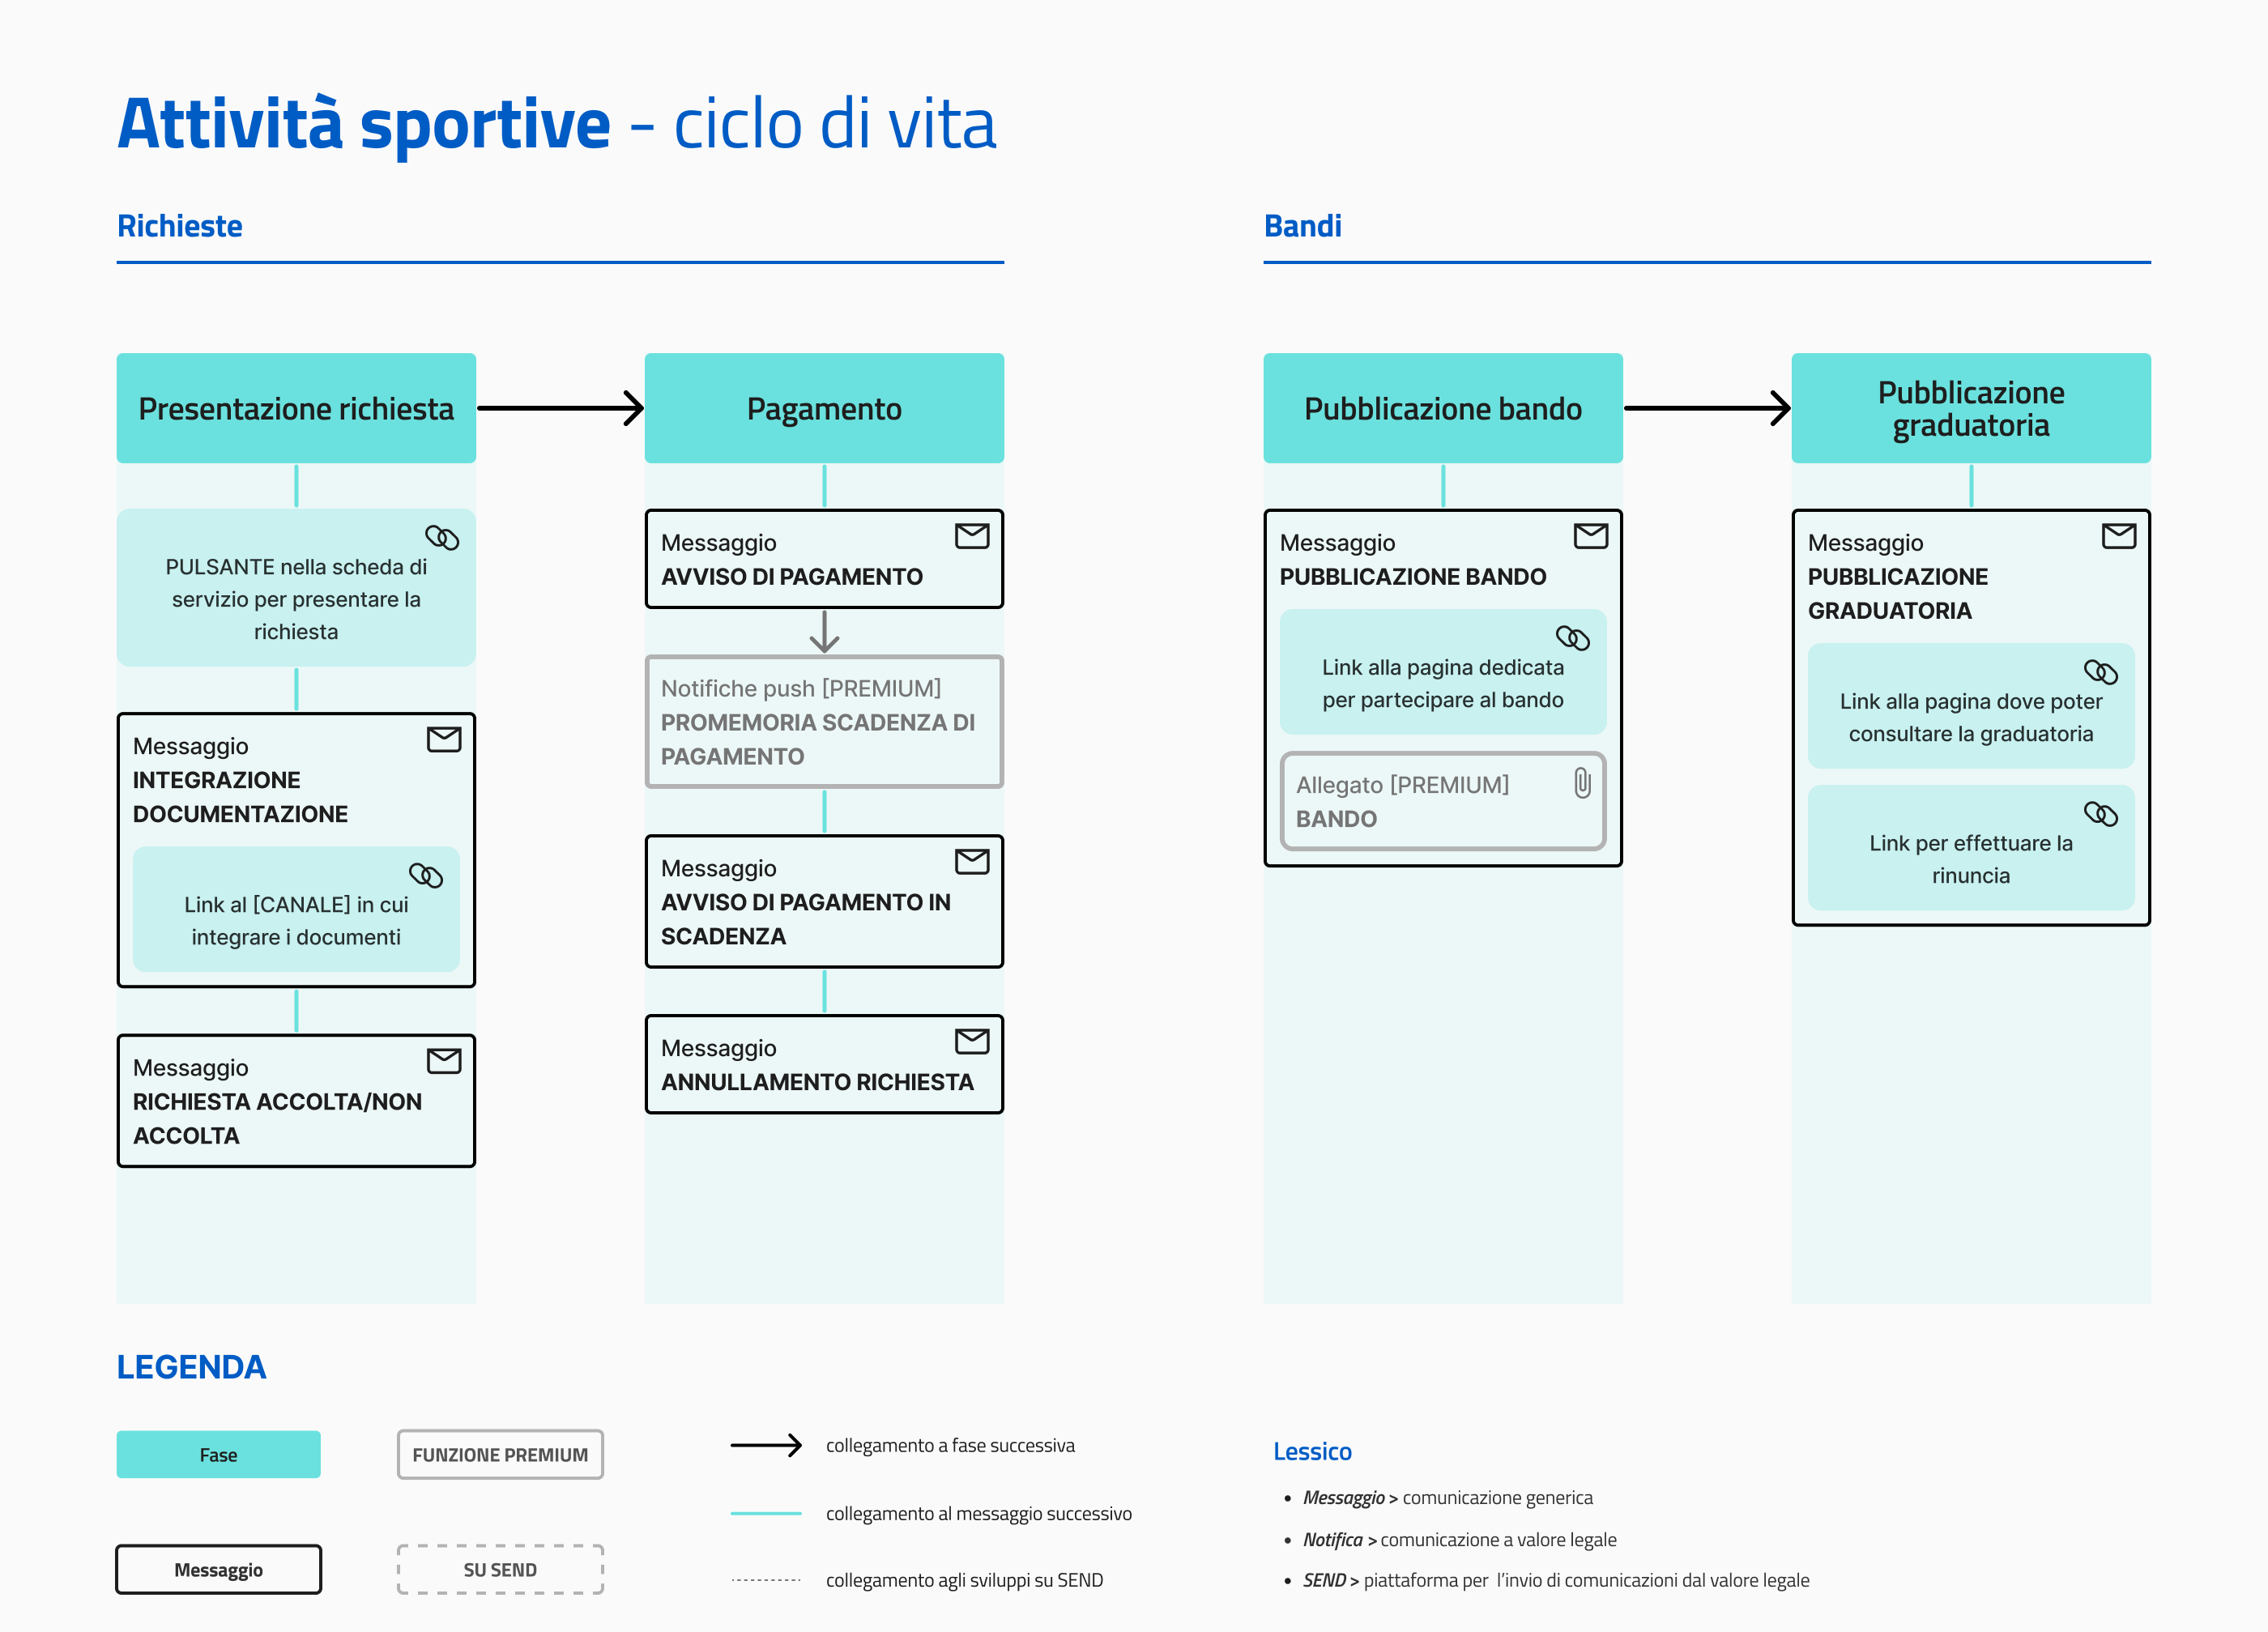 Attività sportive - ciclo di vita
Richieste
Presentazione richiesta
PULSANTE nella scheda di
servizio per presentare la
richiesta
Messaggio
INTEGRAZIONE
DOCUMENTAZIONE
Link al [CANALE] in cui
integrare i documenti
Messaggio
RICHIESTA ACCOLTA/NON
ACCOLTA
Pagamento
Messaggio
AVVISO DI PAGAMENTO
Notifiche push [PREMIUM]
PROMEMORIA SCADENZA DI
PAGAMENTO
Messaggio
AVVISO DI PAGAMENTO IN
SCADENZA
Messaggio
ANNULLAMENTO RICHIESTA
Bandi
Pubblicazione bando
Messaggio
PUBBLICAZIONE BANDO
Link alla pagina dedicata
per partecipare al bando
Allegato [PREMIUM]
BANDO
Pubblicazione
graduatoria
Messaggio
PUBBLICAZIONE
GRADUATORIA
Link alla pagina dove poter
consultare la graduatoria
Link per effettuare la
rinuncia
LEGENDA
Fase
Messaggio
FUNZIONE PREMIUM
SU SEND
collegamento a fase successiva
collegamento al messaggio successivo
collegamento agli sviluppi su SEND
Lessico
• Messaggio > comunicazione generica
• Notifica > comunicazione a valore legale
• SEND > piattaforma per l'invio di comunicazioni dal valore legale